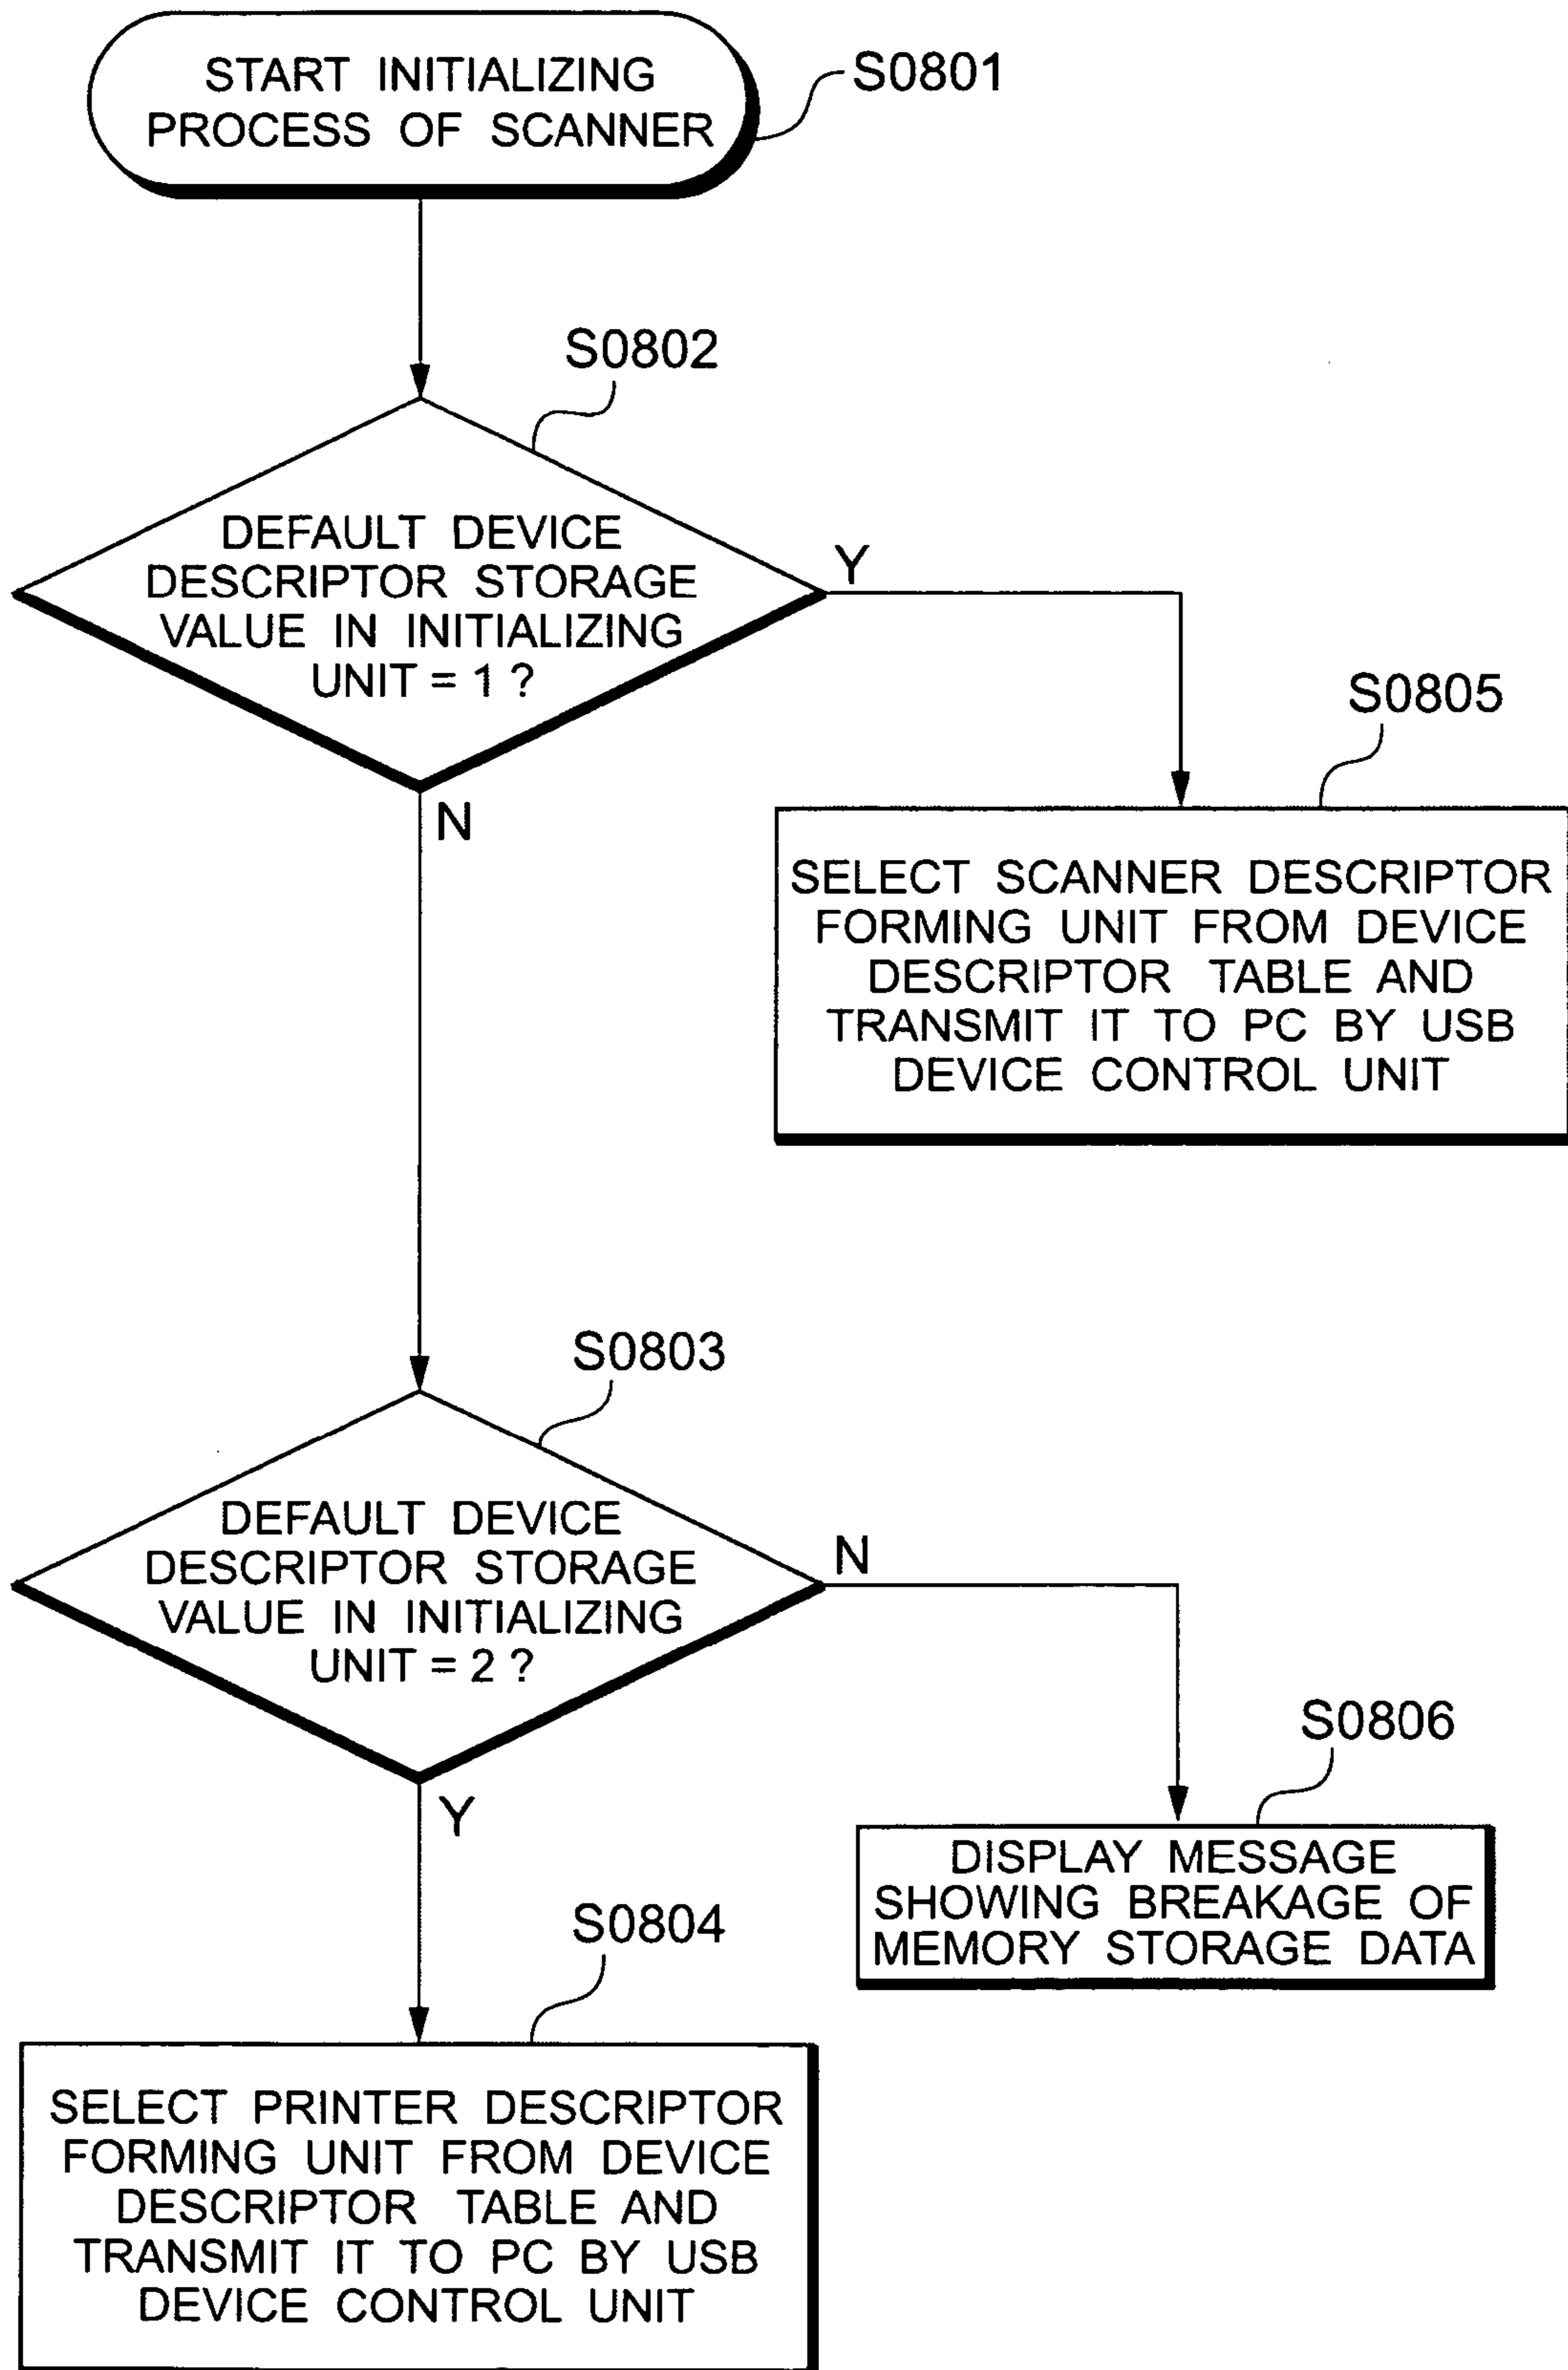 START INITIALIZING
PROCESS OF SCANNER
S0801
S0802
DEFAULT DEVICE
DESCRIPTOR STORAGE
VALUE IN INITIALIZING
UNIT = 1 ?
Y
N
S0805
SELECT SCANNER DESCRIPTOR
FORMING UNIT FROM DEVICE
DESCRIPTOR TABLE AND
TRANSMIT IT TO PC BY USB
DEVICE CONTROL UNIT
S0803
DEFAULT DEVICE
DESCRIPTOR STORAGE
VALUE IN INITIALIZING
UNIT = 2 ?
N
Y
S0806
DISPLAY MESSAGE
SHOWING BREAKAGE OF
MEMORY STORAGE DATA
S0804
SELECT PRINTER DESCRIPTOR
FORMING UNIT FROM DEVICE
DESCRIPTOR TABLE AND
TRANSMIT IT TO PC BY USB
DEVICE CONTROL UNIT